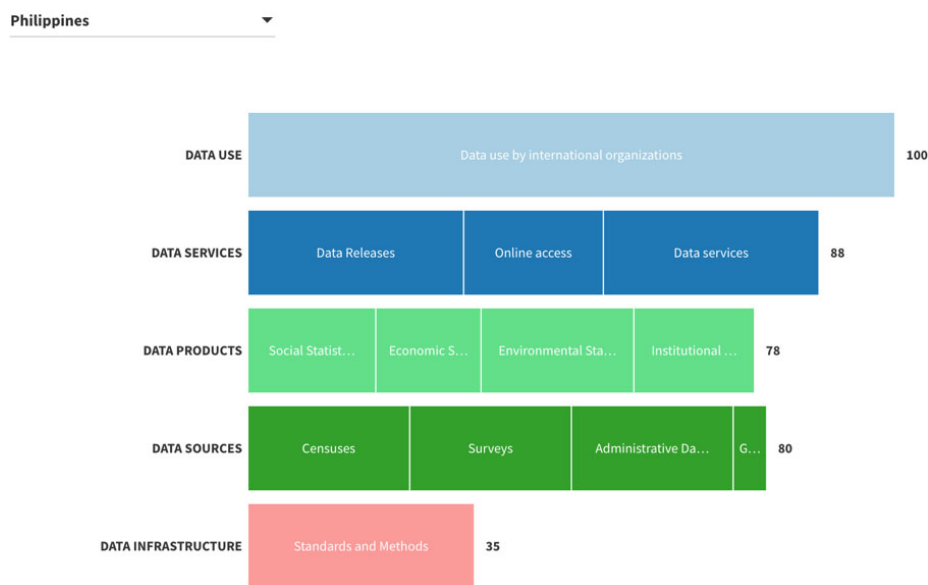 Philippines
DATA USE Data use by international organizations 100
DATA SERVICES Data Releases Online access Data services 88
DATA PRODUCTS Social Statist... Economic S... Environmental Sta... Institutional ... 78
DATA SOURCES Censuses Surveys Administrative Da... G... 80
DATA INFRASTRUCTURE Standards and Methods 35